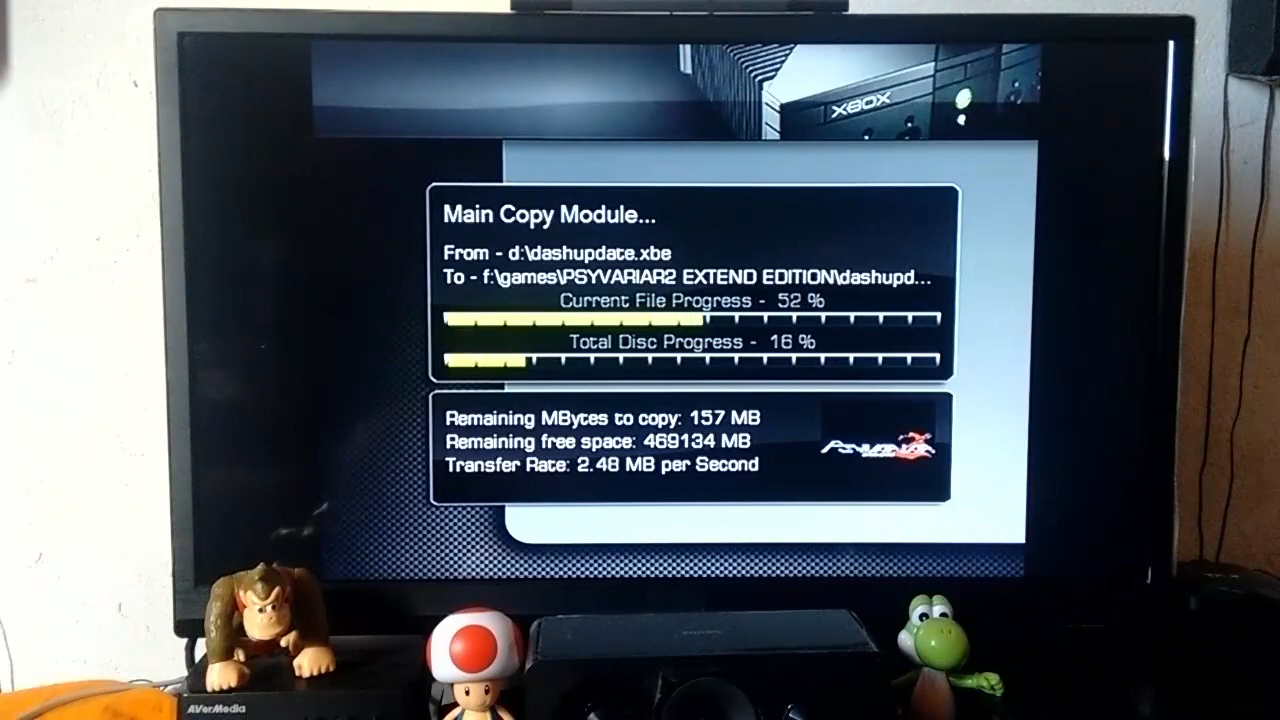 XBOX
Main Copy Module...
From - d:\dashupdate.xbe
To - f:\games\PSYVARIAR2 EXTEND EDITION\dashupd...
Current File Progress - 52 %
Total Disc Progress - 16 %
Remaining MBytes to copy: 157 MB
Remaining free space: 469134 MB
Transfer Rate: 2.48 MB per Second
PHILIPS
AVerMedia